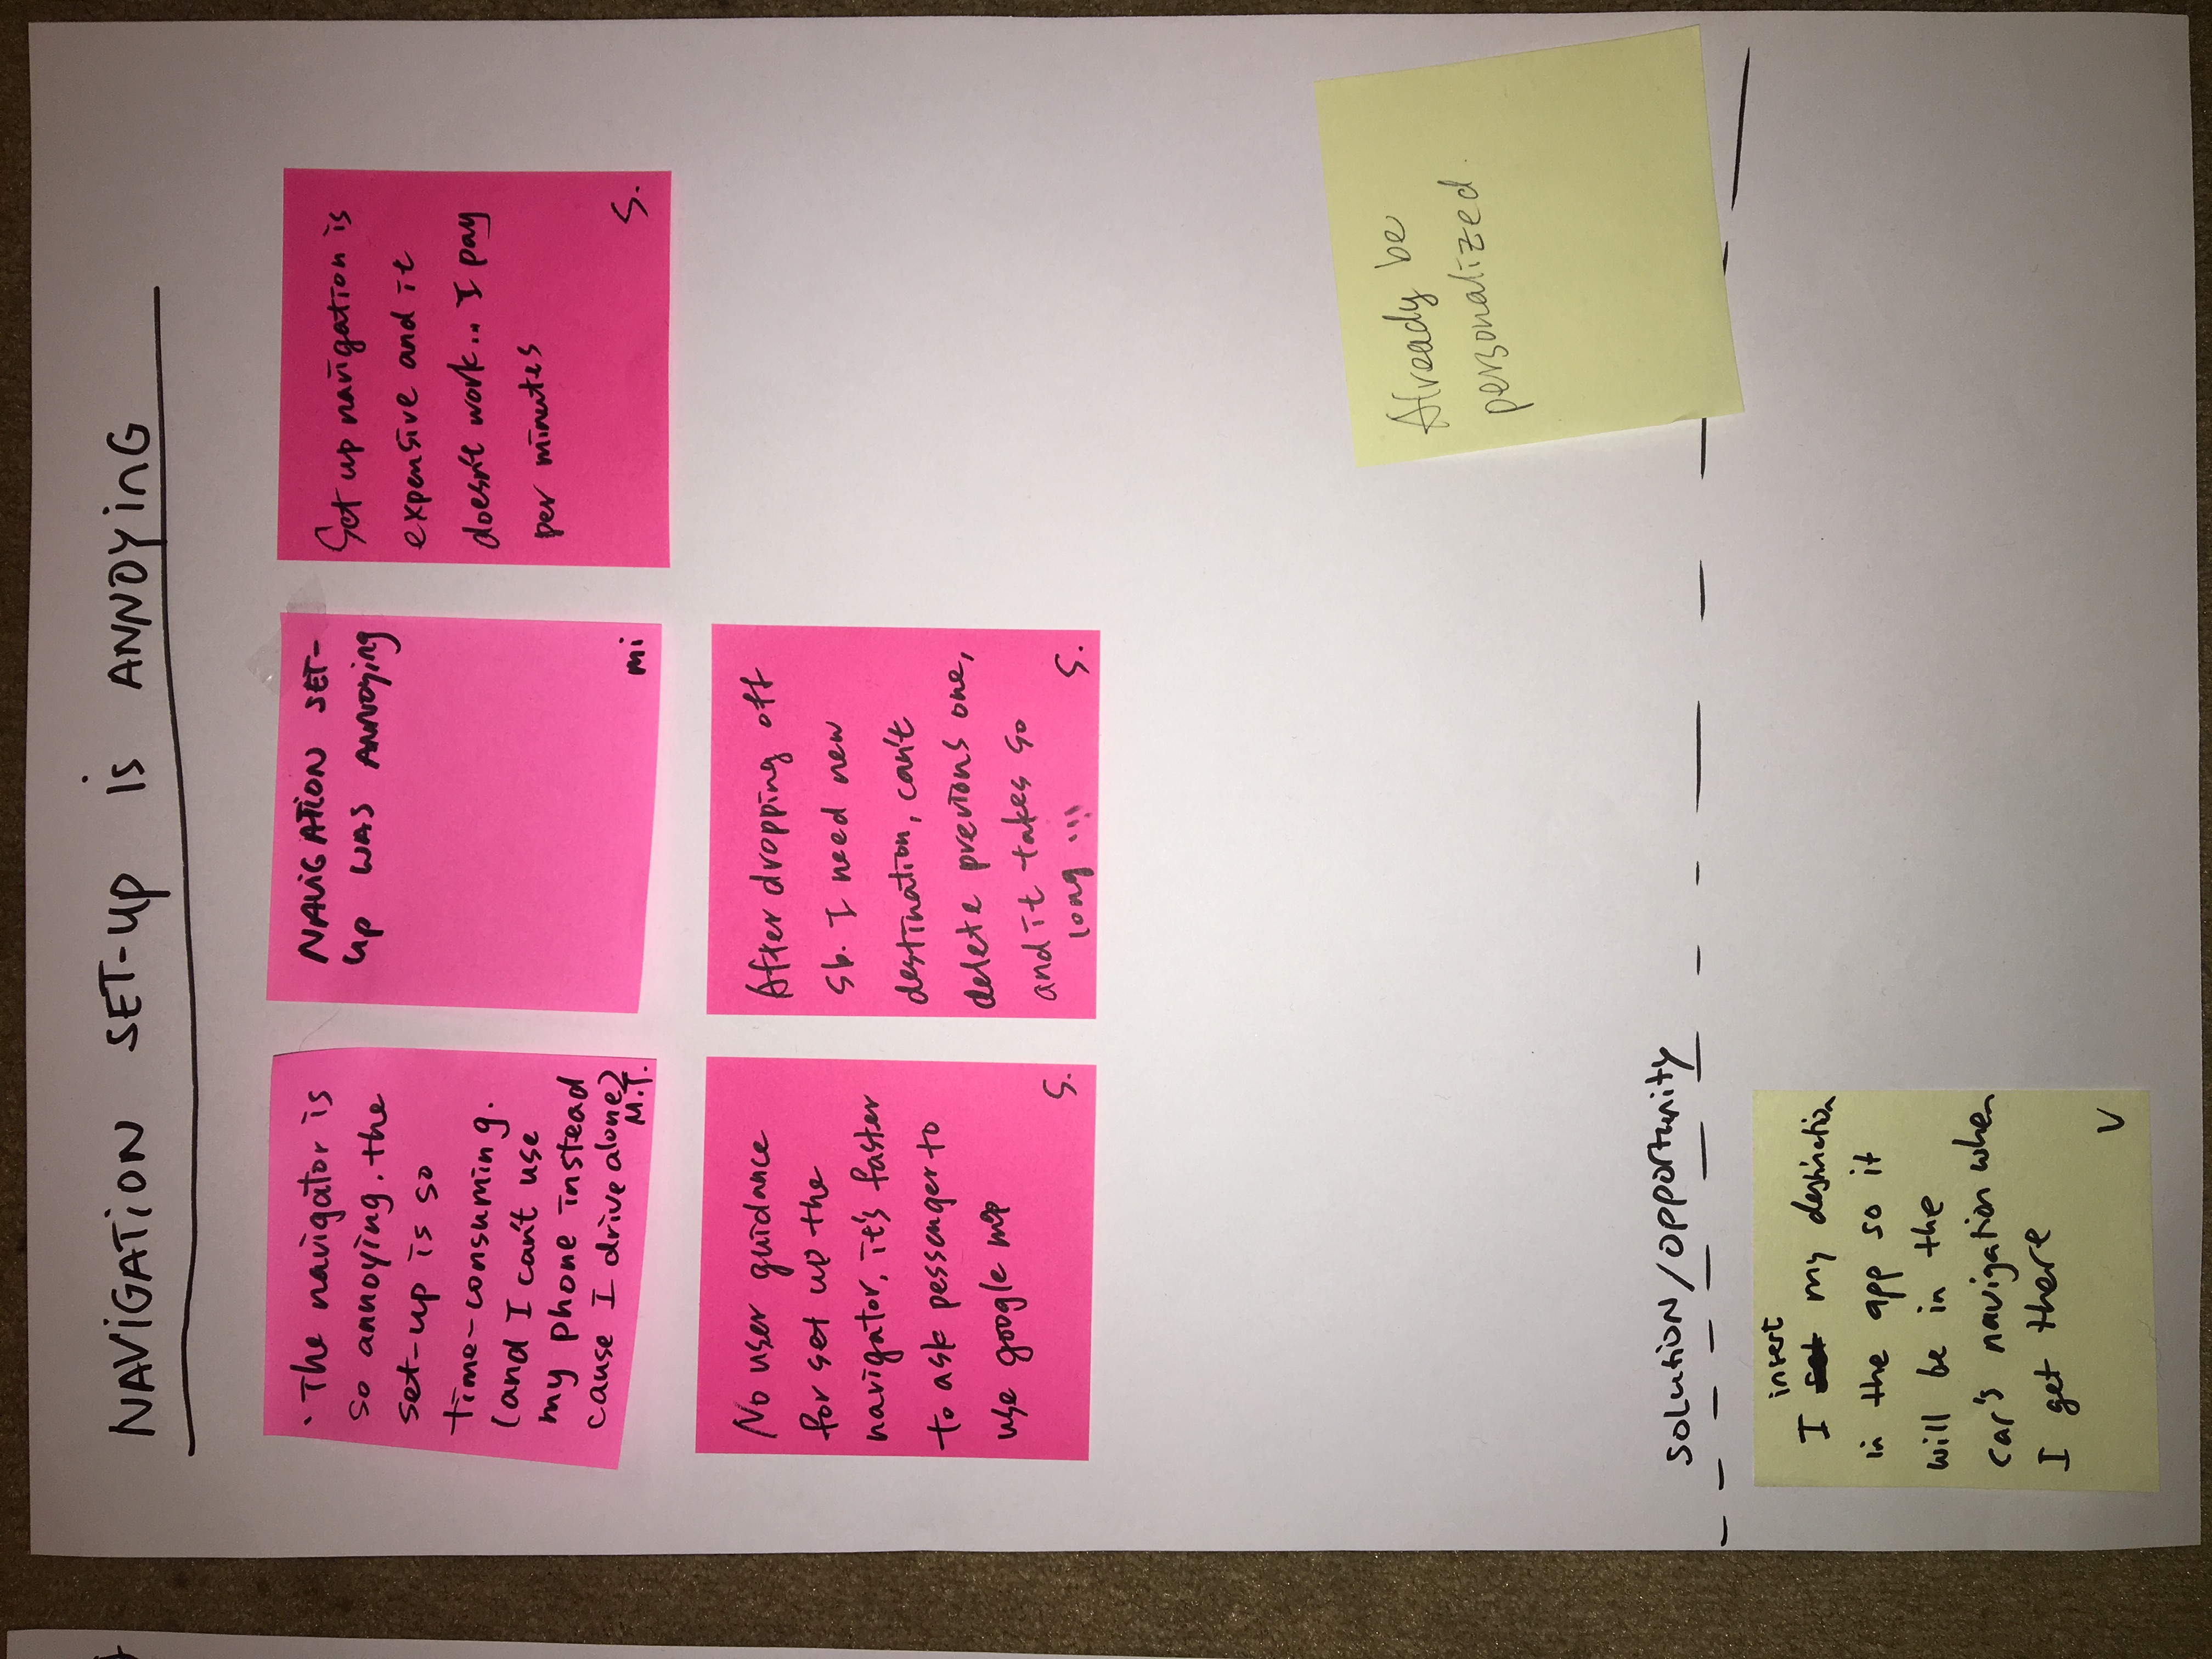 NAViGATiON SET-up is ANNOYinG
· The navigator is
so annoying. the
set-up is so
time-consuming.
(and I can't use
my phone instead
cause I drive alone)
M.T.
NAViGATiON SET-
up WAS ANNOying
mi
Set up navigation is
expensive and it
doesn't work... I pay
per minutes
S.
No user guidance
for set up the
navigator, it's faster
to ask pessenger to
use google map
S.
After dropping off
sb. I need new
destination, can't
delete previous one,
and it takes so
long !!!
S.
Already be
personalized.
solution/opportunity
insert
I set my destination
in the app so it
will be in the
car's navigation when
I get there
V